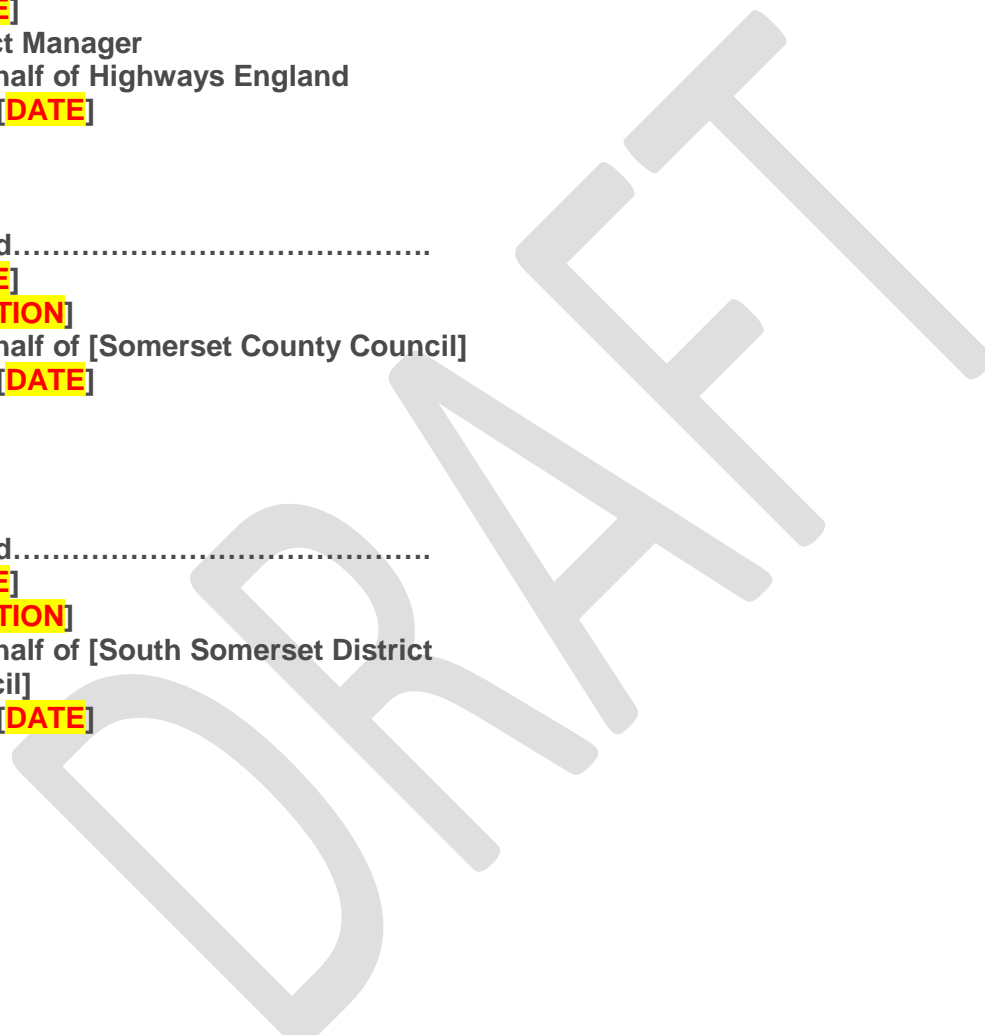 E]
ct Manager
half of Highways England
[DATE]
d……………………………………
E]
TION]
half of [Somerset County Council]
[DATE]
d……………………………………
E]
TION]
half of [South Somerset District
cil]
[DATE]
DRAFT